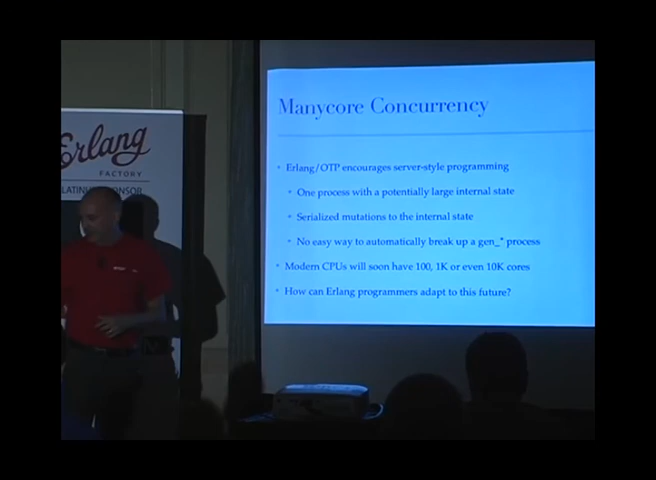 Erlang
FACTORY
Manycore Concurrency
Erlang/OTP encourages server-style programming
One process with a potentially large internal state
Serialized mutations to the internal state
No easy way to automatically break up a gen_* process
Modern CPUs will soon have 100, 1K or even 10K cores
How can Erlang programmers adapt to this future?